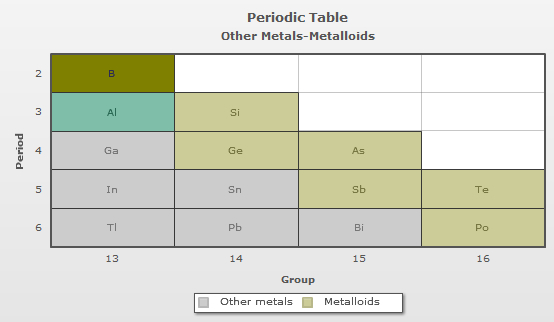 Periodic Table
Other Metals-Metalloids
Period
2 B
3 Al Si
4 Ga Ge As
5 In Sn Sb Te
6 Tl Pb Bi Po
13 14 15 16
Group
Other metals Metalloids